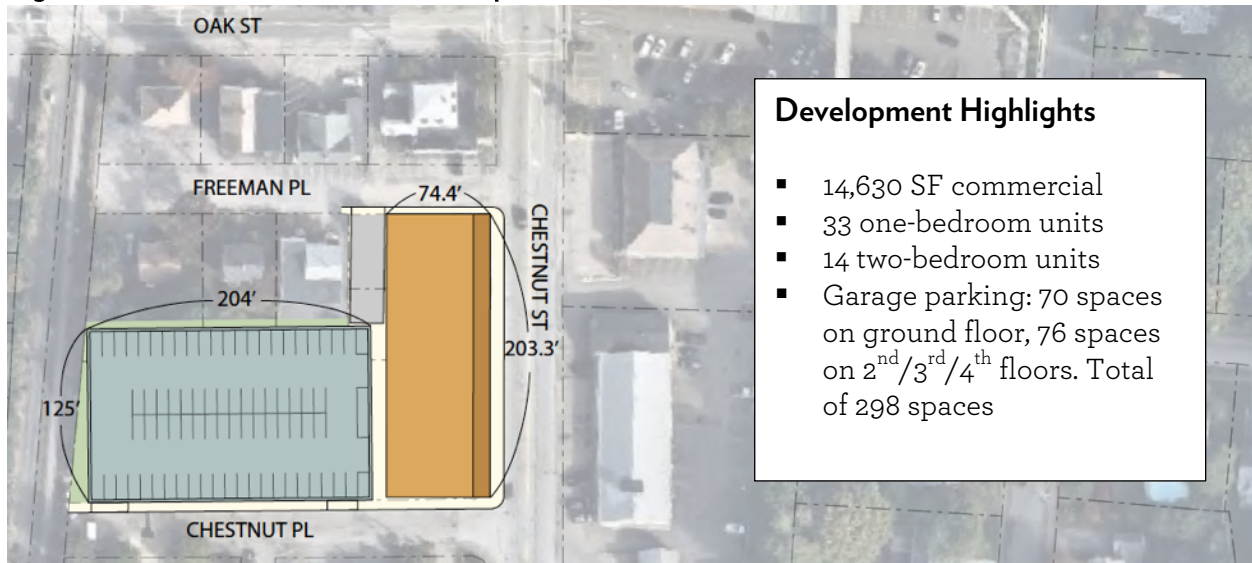 OAK ST
FREEMAN PL
74.4'
CHESTNUT ST
204'
203.3'
125'
CHESTNUT PL
Development Highlights
▪ 14,630 SF commercial
▪ 33 one-bedroom units
▪ 14 two-bedroom units
▪ Garage parking: 70 spaces
on ground floor, 76 spaces
on 2nd/3rd/4th floors. Total
of 298 spaces